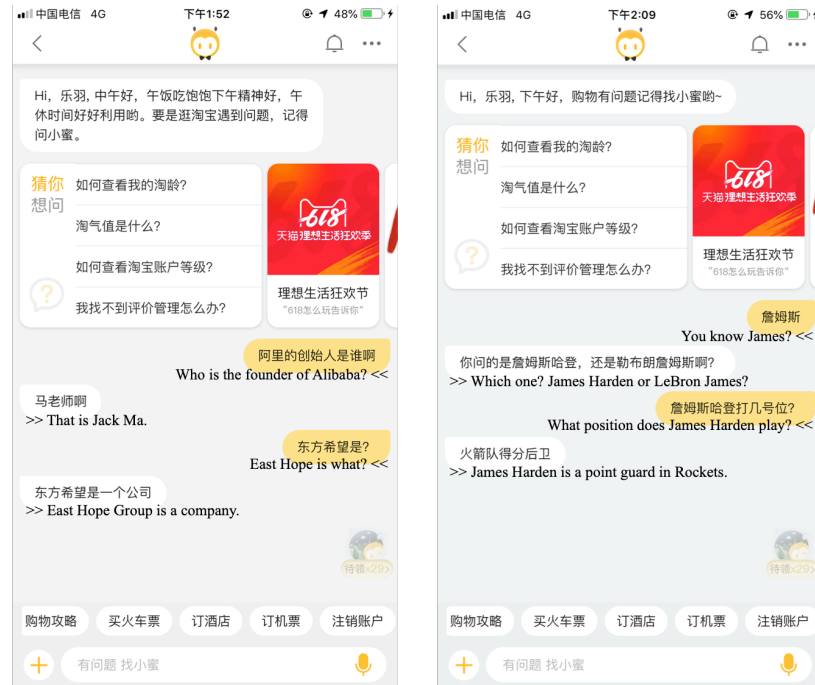 中国电信 4G 下午1:52 48%
Hi，乐羽, 中午好，午饭吃饱饱下午精神好，午
休时间好好利用哟。要是逛淘宝遇到问题，记得
问小蜜。
猜你
想问
如何查看我的淘龄?
淘气值是什么?
如何查看淘宝账户等级?
我找不到评价管理怎么办?
618
天猫理想生活狂欢季
理想生活狂欢节
"618怎么玩告诉你"
阿里的创始人是谁啊
Who is the founder of Alibaba? <<
马老师啊
>> That is Jack Ma.
东方希望是?
East Hope is what? <<
东方希望是一个公司
>> East Hope Group is a company.
待领x29>
购物攻略 买火车票 订酒店 订机票 注销账户
有问题 找小蜜
中国电信 4G 下午2:09 56%
Hi，乐羽, 下午好，购物有问题记得找小蜜哟~
猜你
想问
如何查看我的淘龄?
淘气值是什么?
如何查看淘宝账户等级?
我找不到评价管理怎么办?
618
天猫理想生活狂欢季
理想生活狂欢节
"618怎么玩告诉你"
詹姆斯
You know James? <<
你问的是詹姆斯哈登，还是勒布朗詹姆斯啊?
>> Which one? James Harden or LeBron James?
詹姆斯哈登打几号位?
What position does James Harden play? <<
火箭队得分后卫
>> James Harden is a point guard in Rockets.
待领x29>
购物攻略 买火车票 订酒店 订机票 注销账户
有问题 找小蜜